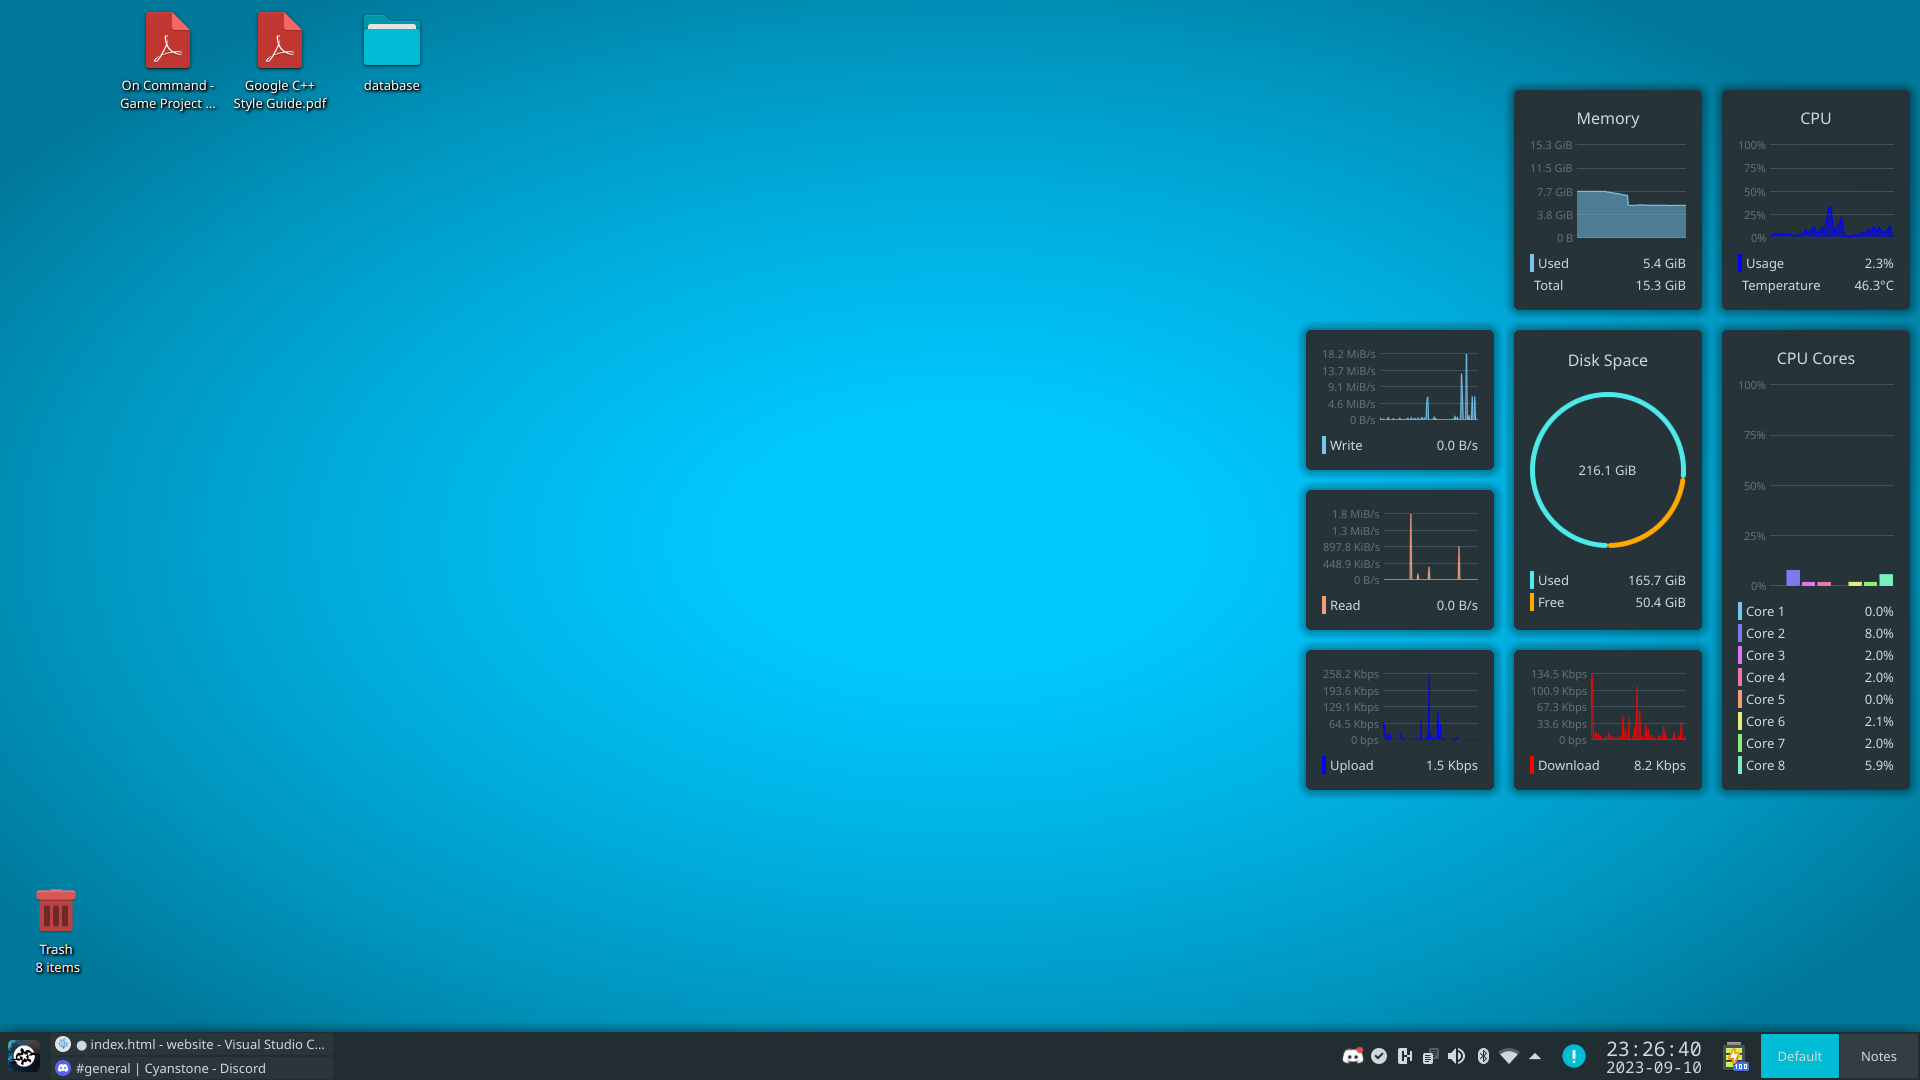 On Command -
Game Project ...
Google C++
Style Guide.pdf
database
Memory
15.3 GiB
11.5 GiB
7.7 GiB
3.8 GiB
0 B
Used 5.4 GiB
Total 15.3 GiB
CPU
100%
75%
50%
25%
0%
Usage 2.3%
Temperature 46.3°C
18.2 MiB/s
13.7 MiB/s
9.1 MiB/s
4.6 MiB/s
0 B/s
Write 0.0 B/s
Disk Space
216.1 GiB
Used 165.7 GiB
Free 50.4 GiB
CPU Cores
100%
75%
50%
25%
0%
Core 1 0.0%
Core 2 8.0%
Core 3 2.0%
Core 4 2.0%
Core 5 0.0%
Core 6 2.1%
Core 7 2.0%
Core 8 5.9%
1.8 MiB/s
1.3 MiB/s
897.8 KiB/s
448.9 KiB/s
0 B/s
Read 0.0 B/s
258.2 Kbps
193.6 Kbps
129.1 Kbps
64.5 Kbps
0 bps
Upload 1.5 Kbps
134.5 Kbps
100.9 Kbps
67.3 Kbps
33.6 Kbps
0 bps
Download 8.2 Kbps
Trash
8 items
● index.html - website - Visual Studio C...
#general | Cyanstone - Discord
23:26:40
2023-09-10
100
Default
Notes